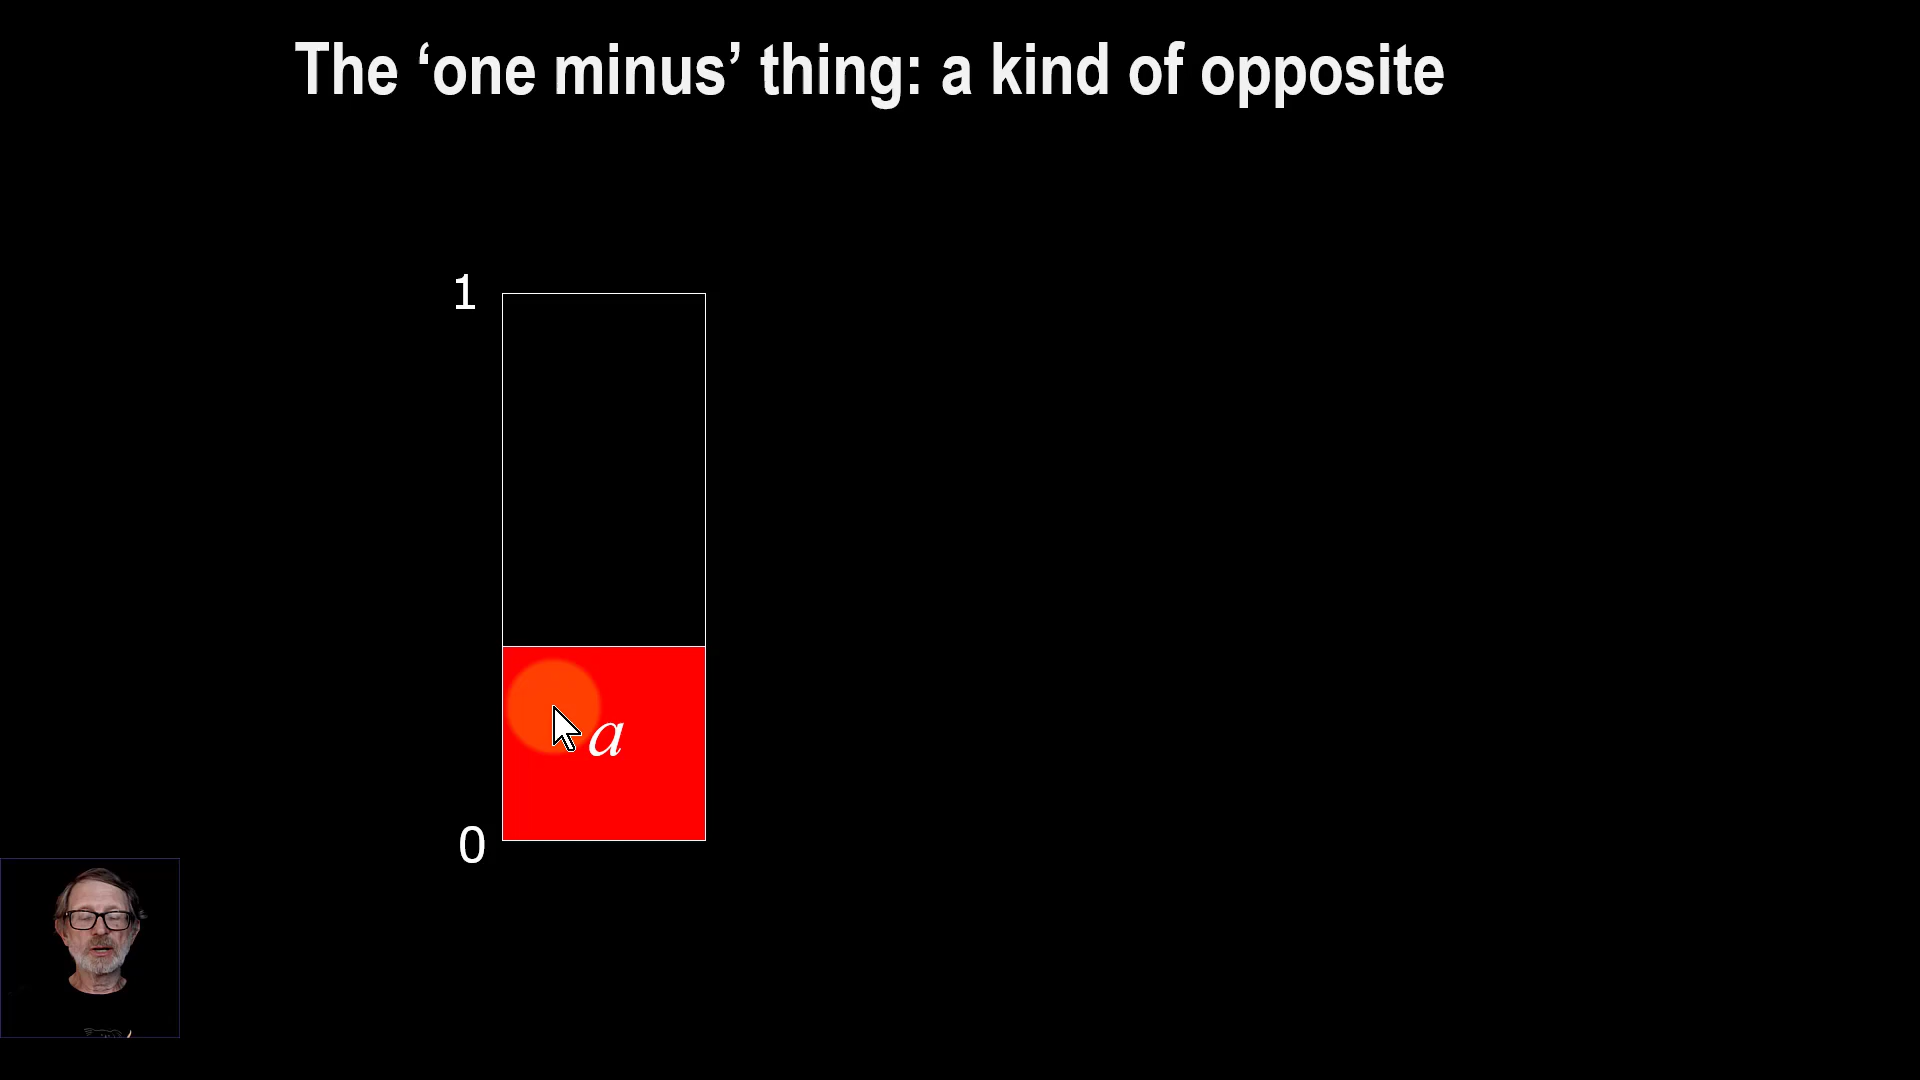 The ‘one minus’ thing: a kind of opposite
1
a
0